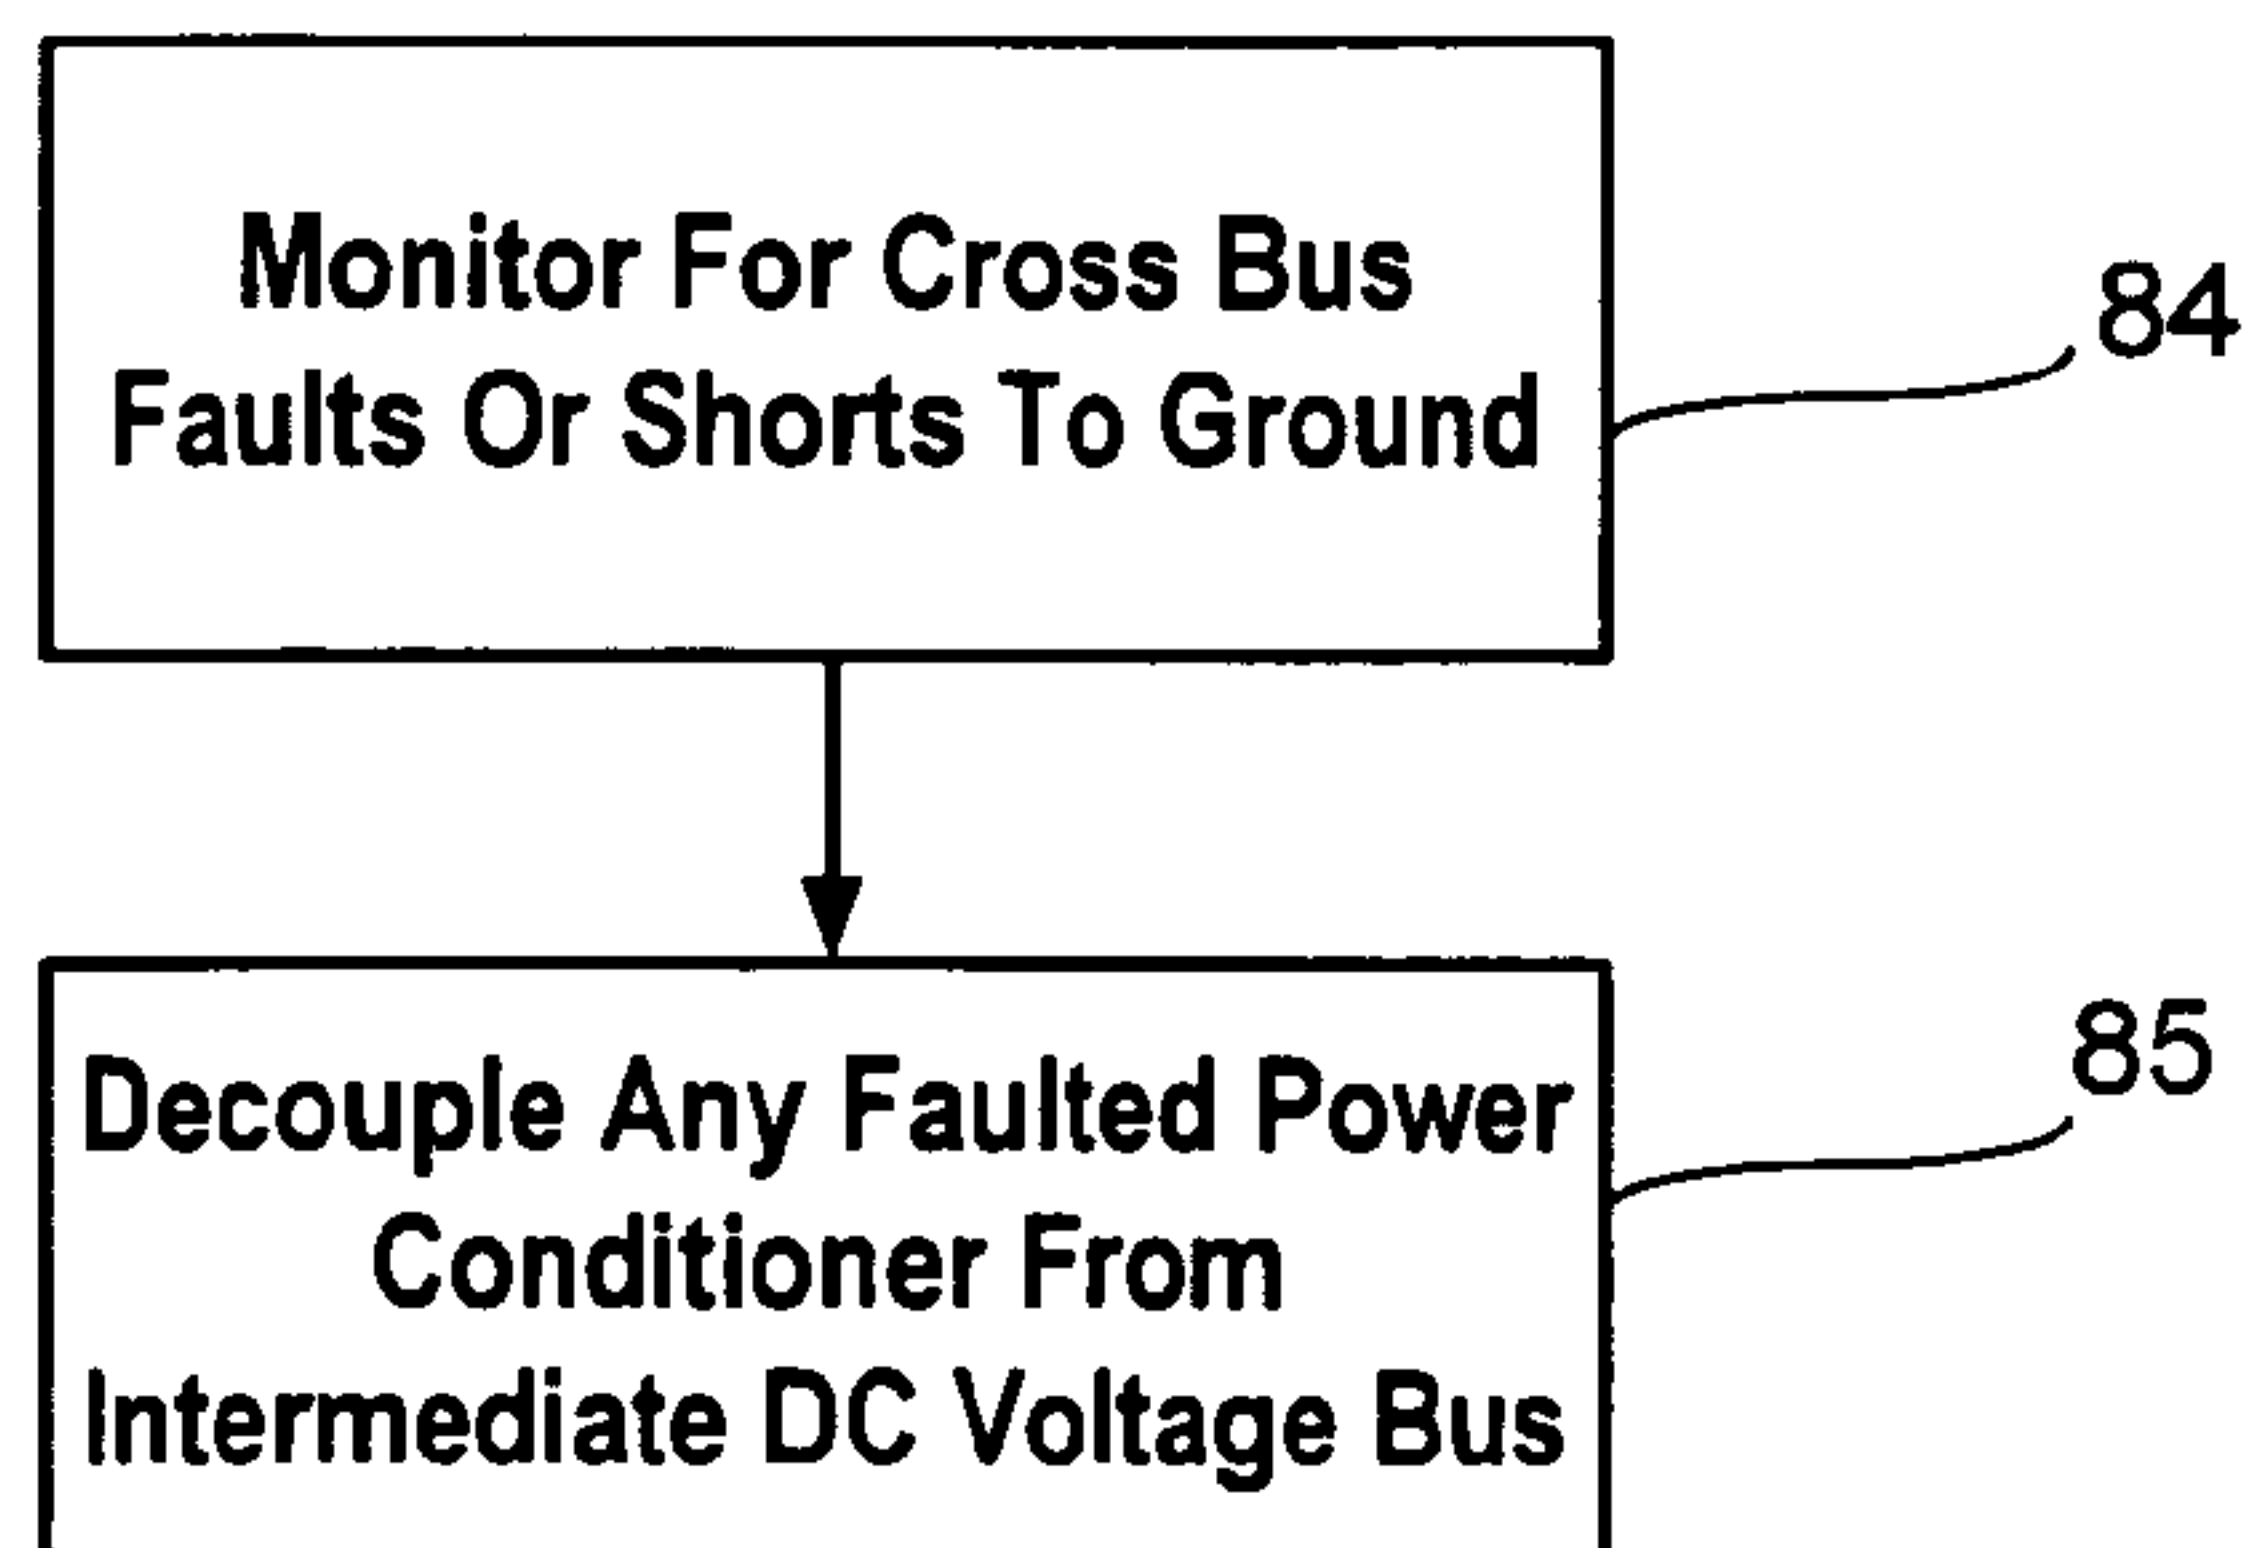 Monitor For Cross Bus
Faults Or Shorts To Ground
84
Decouple Any Faulted Power
Conditioner From
Intermediate DC Voltage Bus
85